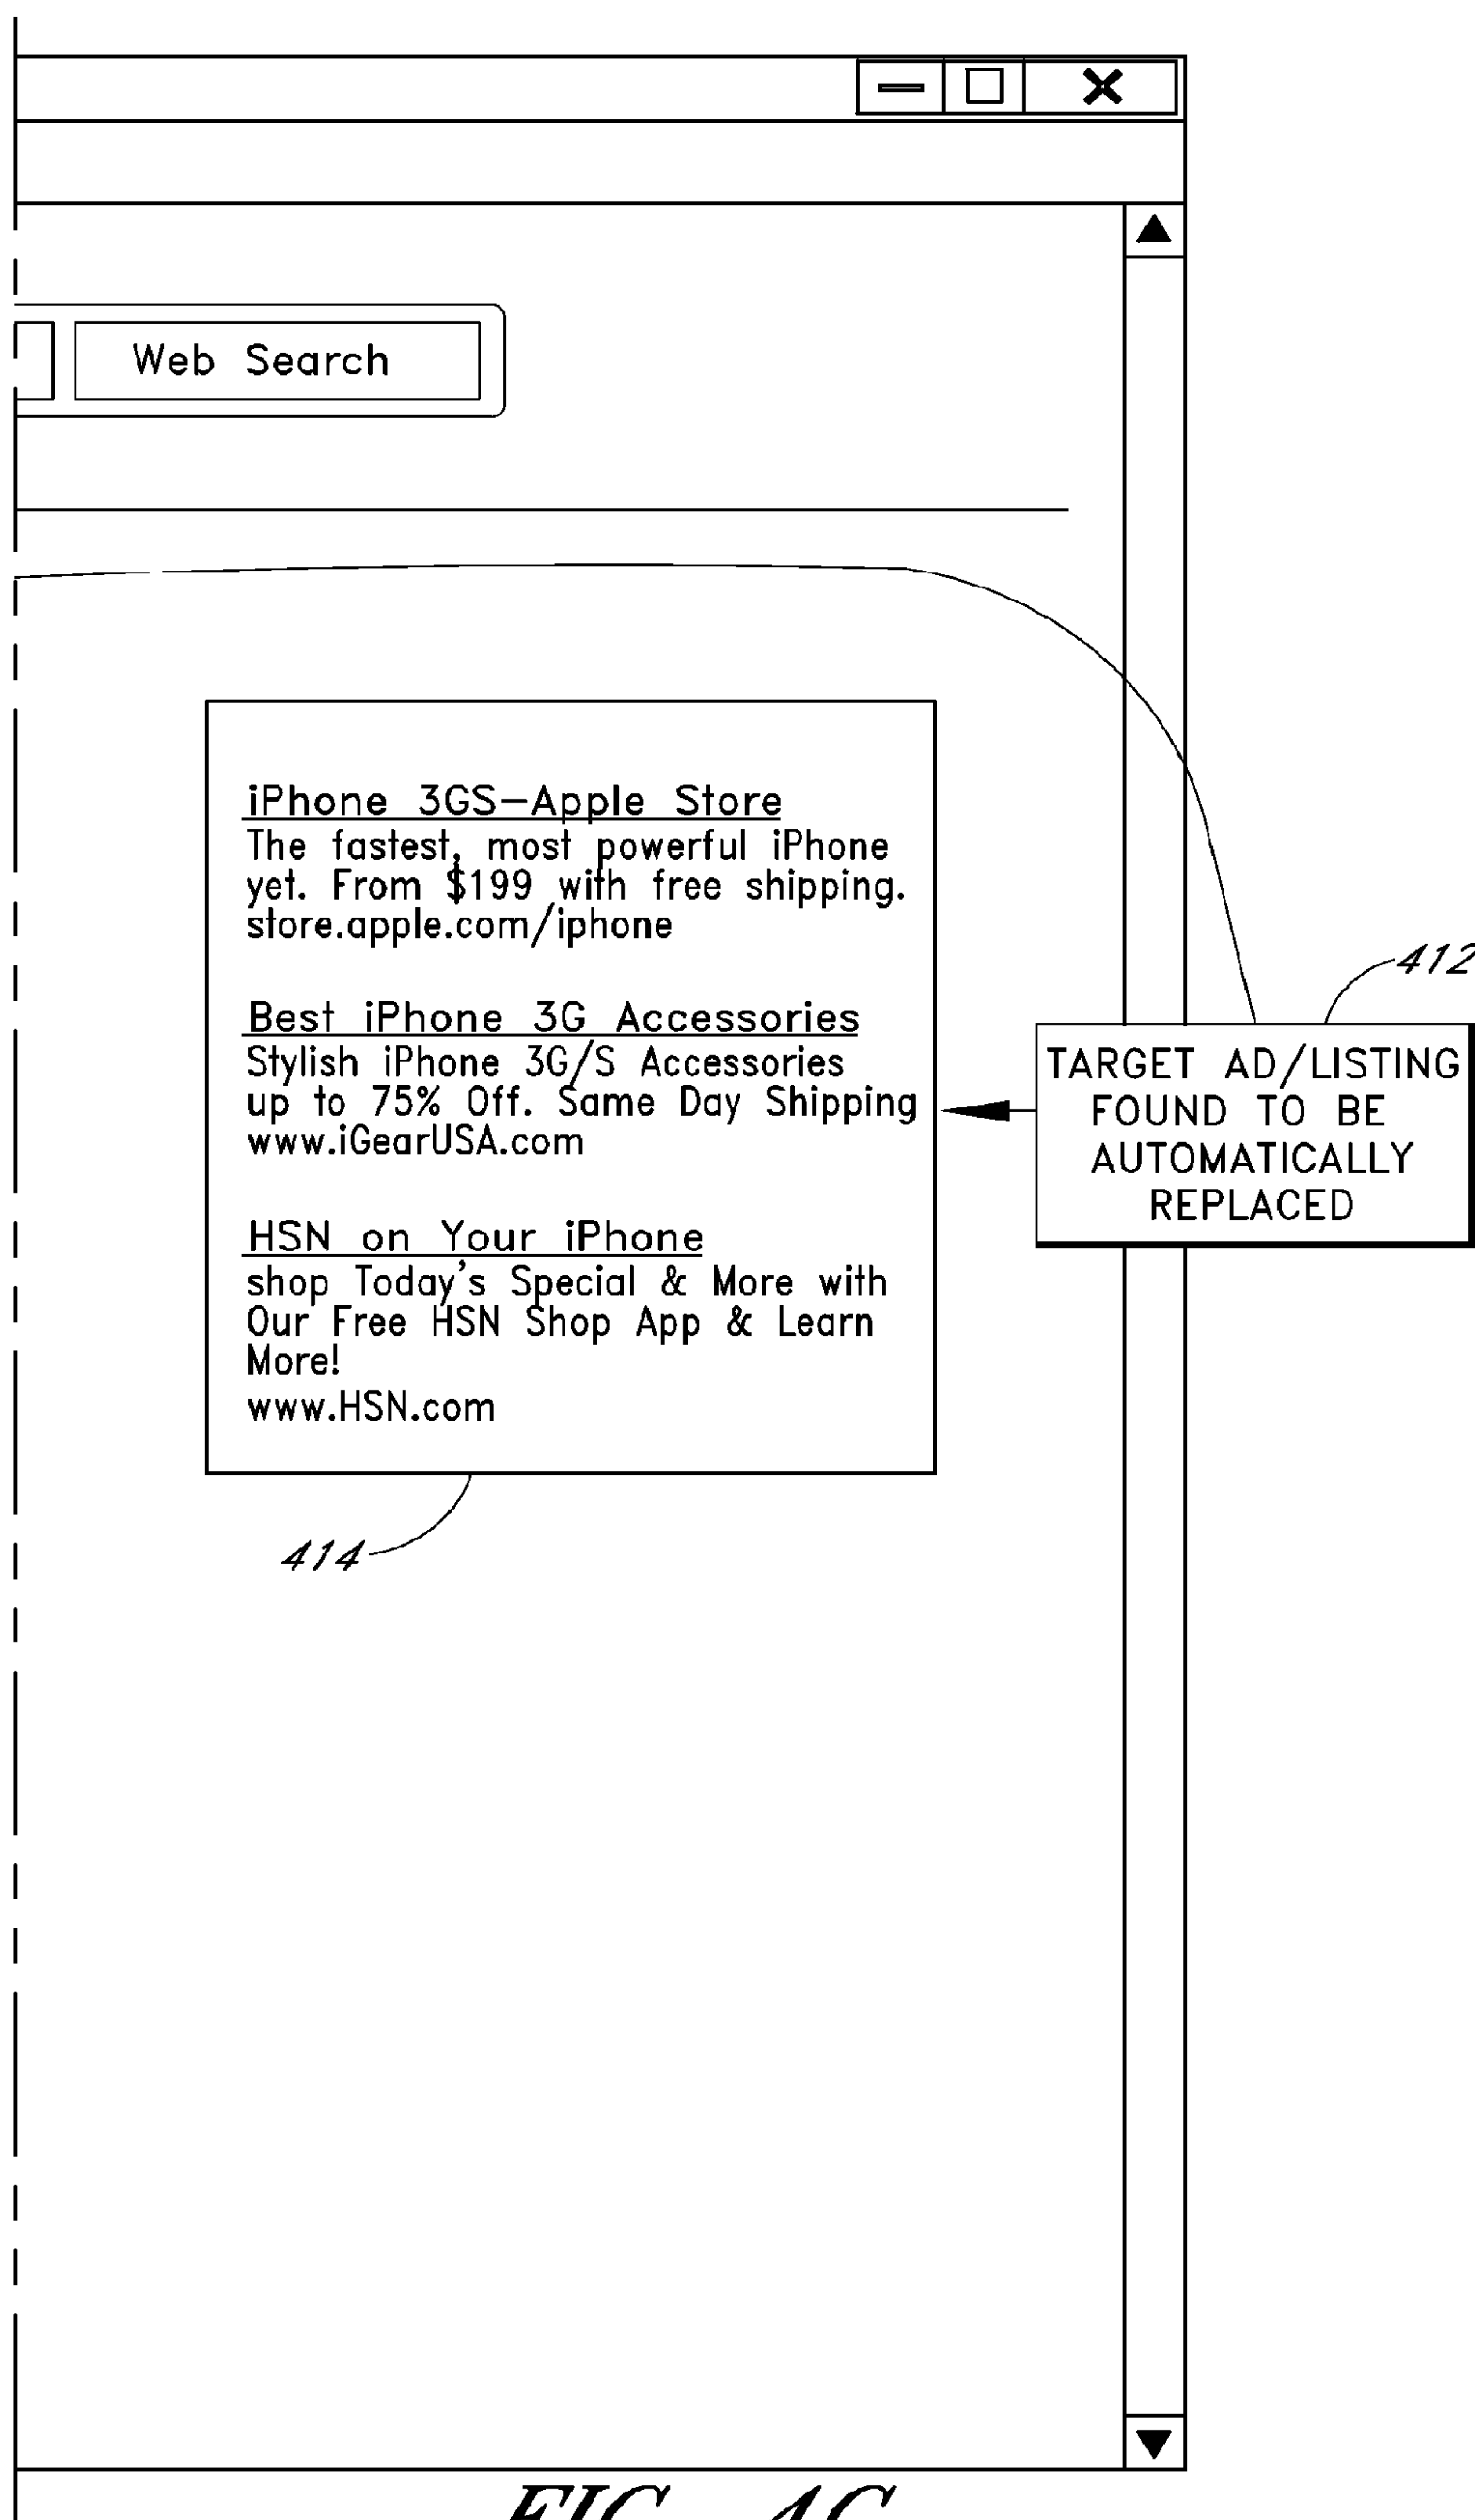 Web Search
iPhone 3GS-Apple Store
The fastest, most powerful iPhone
yet. From $199 with free shipping.
store.apple.com/iphone
412
Best iPhone 3G Accessories
Stylish iPhone 3G/S Accessories
up to 75% Off. Same Day Shipping
www.iGearUSA.com
TARGET AD/LISTING
FOUND TO BE
AUTOMATICALLY
REPLACED
HSN on Your iPhone
shop Today's Special & More with
Our Free HSN Shop App & Learn
More!
www.HSN.com
414
FIG. 4C